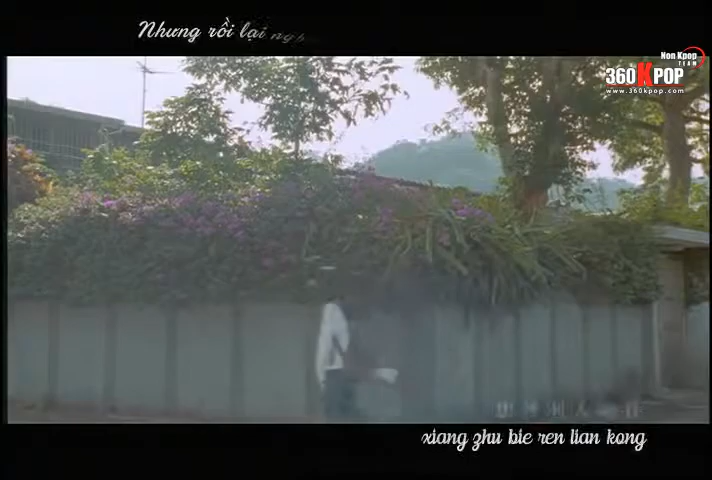 Nhưng rồi lại
Non Kpop
TEAM
360Kpop
www.360kpop.com
xiang zhu bie ren lian kong